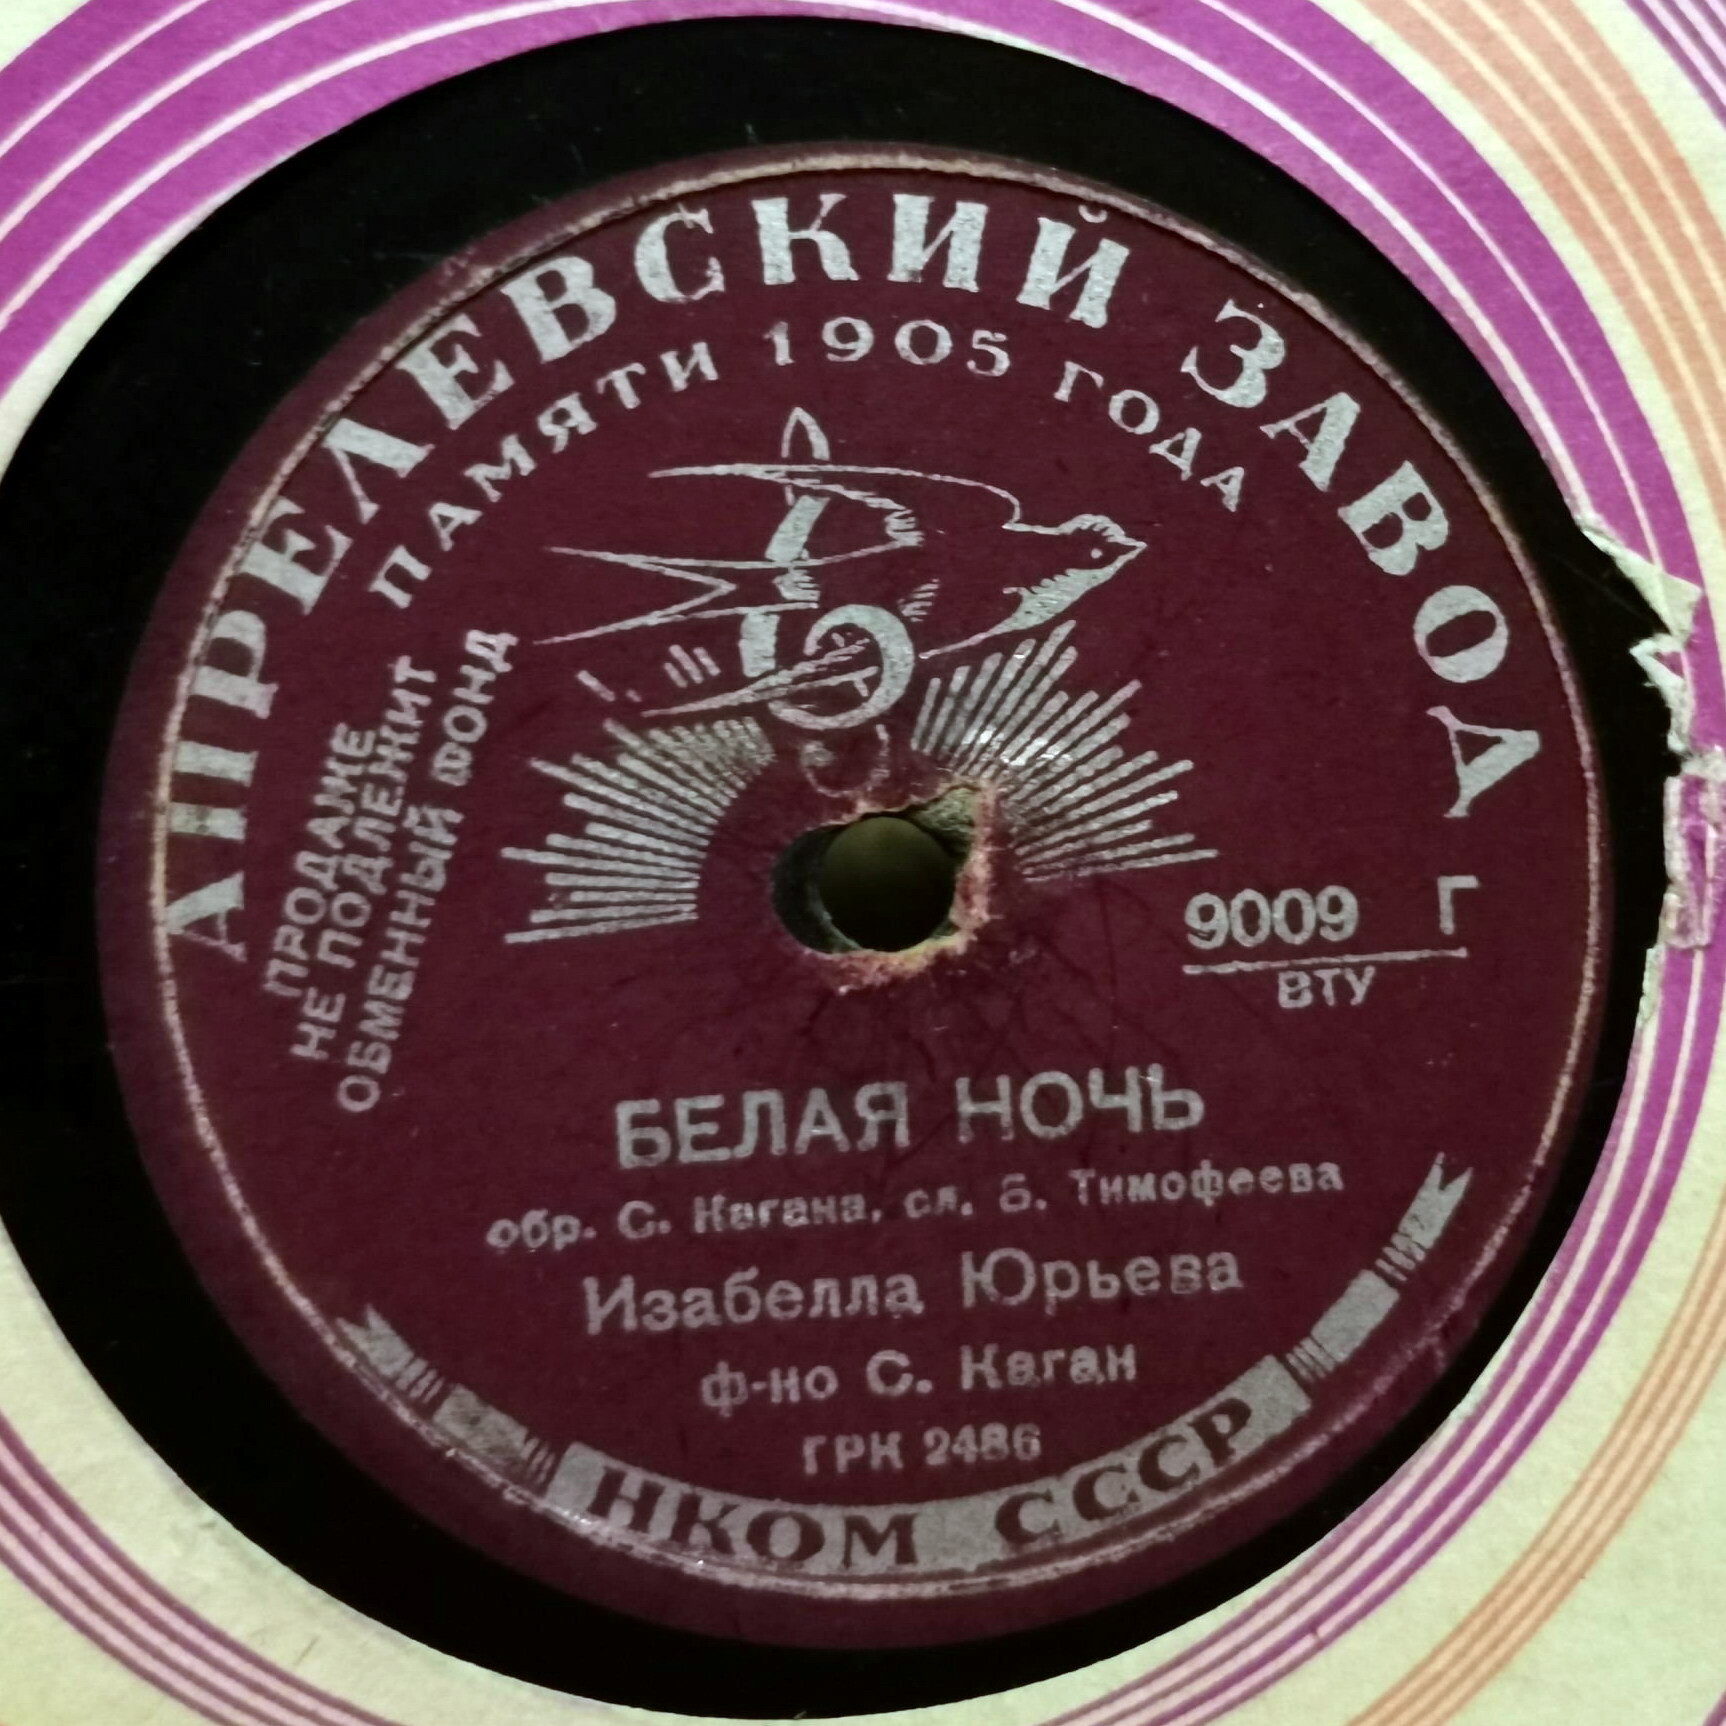 АПРЕЛЕВСКИЙ ЗАВОД
ПАМЯТИ 1905 ГОДА
ПРОДАЖЕ
НЕ ПОДЛЕЖИТ
ОБМЕННЫЙ ФОНД
9009 Г
ВТУ
БЕЛАЯ НОЧЬ
обр. С. Кагана, сл. Б. Тимофеева
Изабелла Юрьева
ф-но С. Каган
ГРК 2486
НКОМ СССР